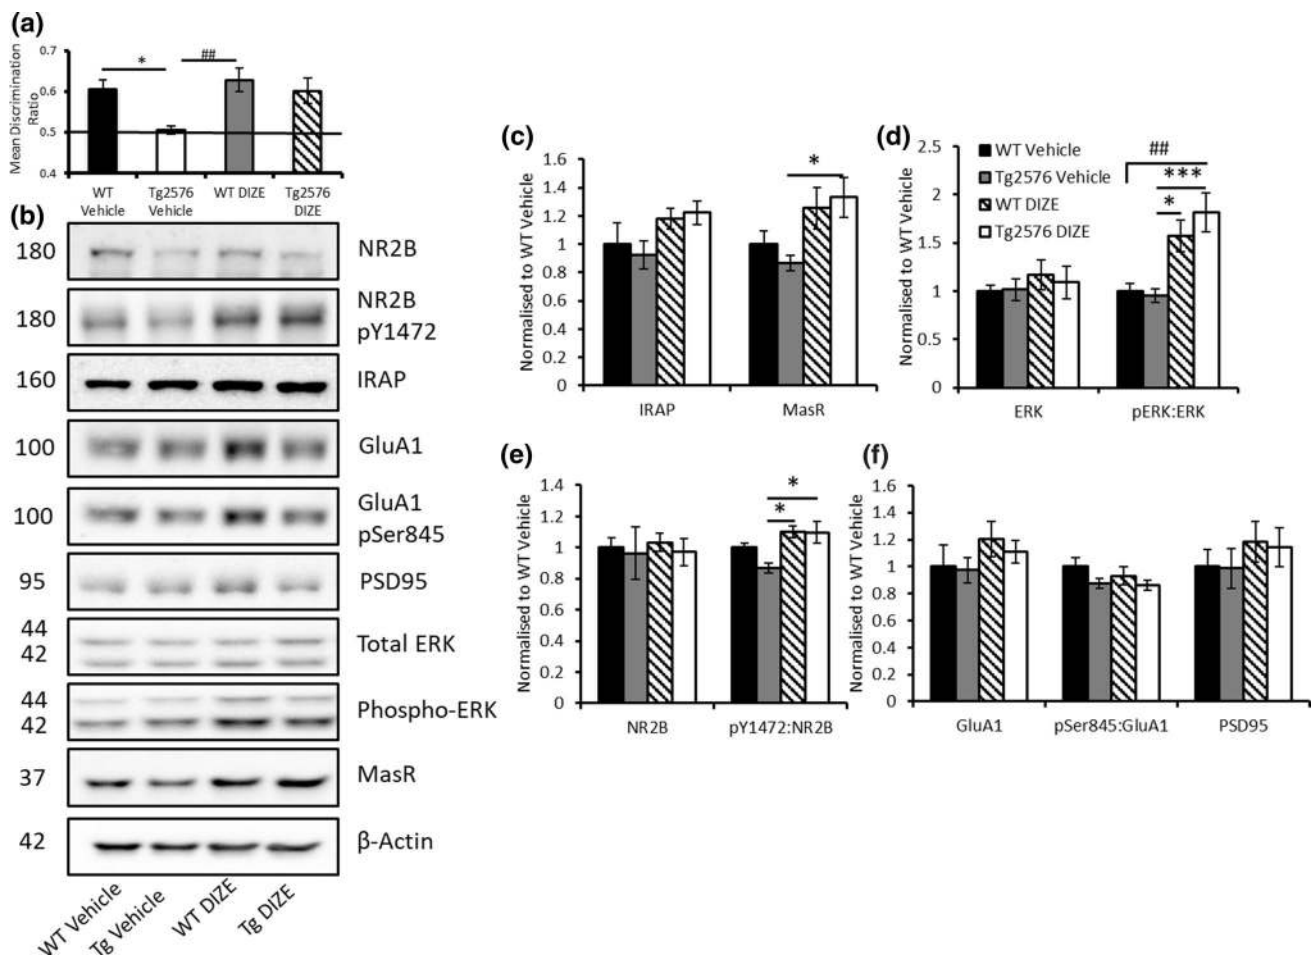 (a)
Mean Discrimination
Ratio
0.7
0.6
0.5
0.4
*
##
WT
Vehicle
Tg2576
Vehicle
WT DIZE
Tg2576
DIZE
(b)
180
NR2B
180
NR2B
pY1472
160
IRAP
100
GluA1
100
GluA1
pSer845
95
PSD95
44
42
Total ERK
44
42
Phospho-ERK
37
MasR
42
β-Actin
WT Vehicle
Tg Vehicle
WT DIZE
Tg DIZE
(c)
Normalised to WT Vehicle
1.6
1.4
1.2
1
0.8
0.6
0.4
0.2
0
*
IRAP
MasR
(d)
Normalised to WT Vehicle
2.5
2
1.5
1
0.5
0
WT Vehicle
Tg2576 Vehicle
WT DIZE
Tg2576 DIZE
##
***
*
ERK
pERK:ERK
(e)
Normalised to WT Vehicle
1.4
1.2
1
0.8
0.6
0.4
0.2
0
*
*
NR2B
pY1472:NR2B
(f)
Normalised to WT Vehicle
1.6
1.4
1.2
1
0.8
0.6
0.4
0.2
0
GluA1
pSer845:GluA1
PSD95